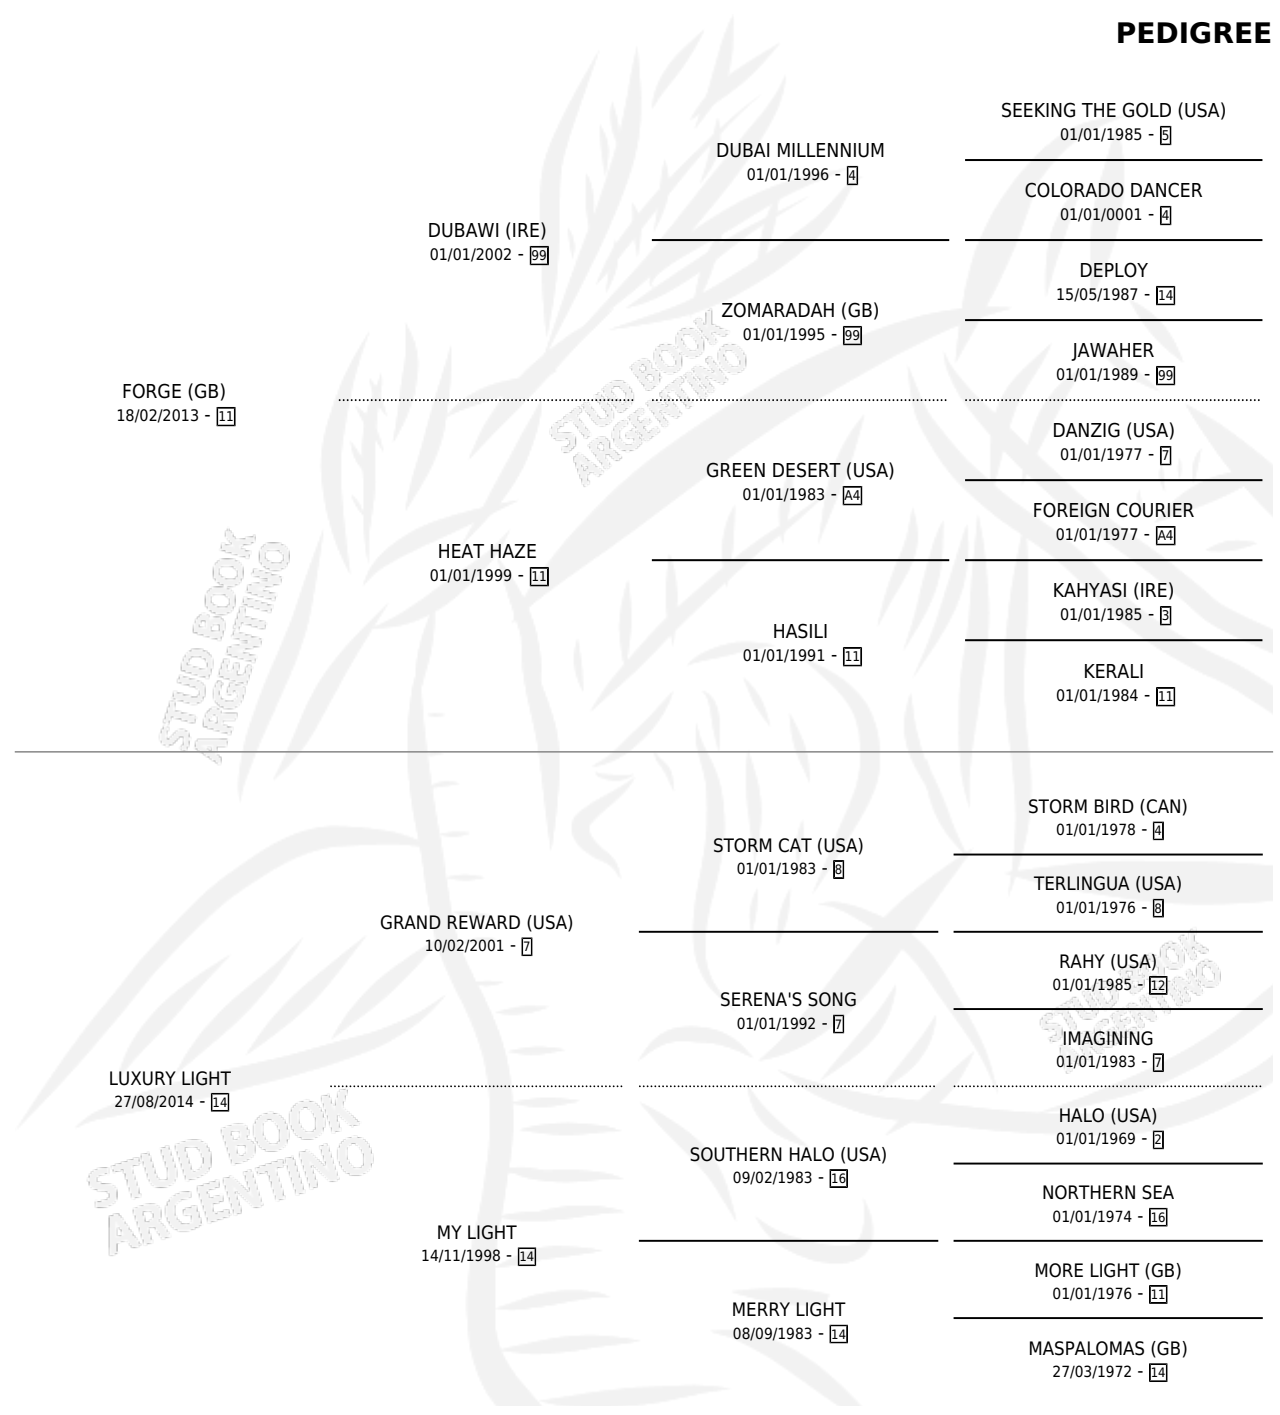 PEDIGREE
SEEKING THE GOLD (USA)
01/01/1985 - 5
DUBAI MILLENNIUM
01/01/1996 - 4
COLORADO DANCER
01/01/0001 - 4
DUBAWI (IRE)
01/01/2002 - 99
DEPLOY
15/05/1987 - 14
ZOMARADAH (GB)
01/01/1995 - 99
JAWAHER
01/01/1989 - 99
FORGE (GB)
18/02/2013 - 11
DANZIG (USA)
01/01/1977 - 7
GREEN DESERT (USA)
01/01/1983 - A4
FOREIGN COURIER
01/01/1977 - A4
HEAT HAZE
01/01/1999 - 11
KAHYASI (IRE)
01/01/1985 - 3
HASILI
01/01/1991 - 11
KERALI
01/01/1984 - 11
STUD BOOK
ARGENTINO
STUD BOOK
ARGENTINO
STORM BIRD (CAN)
01/01/1978 - 4
STORM CAT (USA)
01/01/1983 - 8
TERLINGUA (USA)
01/01/1976 - 8
GRAND REWARD (USA)
10/02/2001 - 7
RAHY (USA)
01/01/1985 - 12
SERENA'S SONG
01/01/1992 - 7
IMAGINING
01/01/1983 - 7
LUXURY LIGHT
27/08/2014 - 14
HALO (USA)
01/01/1969 - 2
SOUTHERN HALO (USA)
09/02/1983 - 16
NORTHERN SEA
01/01/1974 - 16
MY LIGHT
14/11/1998 - 14
MORE LIGHT (GB)
01/01/1976 - 11
MERRY LIGHT
08/09/1983 - 14
MASPALOMAS (GB)
27/03/1972 - 14
STUD BOOK
ARGENTINO
STUD BOOK
ARGENTINO